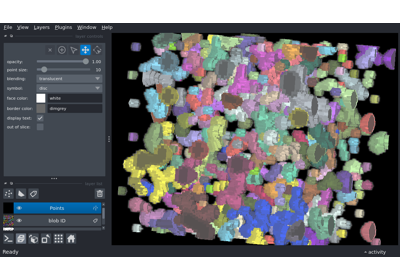 File View Layers Plugins Window Help
opacity: 1.00
point size: 10
blending: translucent
symbol: disc
face color: white
border color: dimgrey
display text: ✓
out of slice:
Points
blob ID
Ready
activity